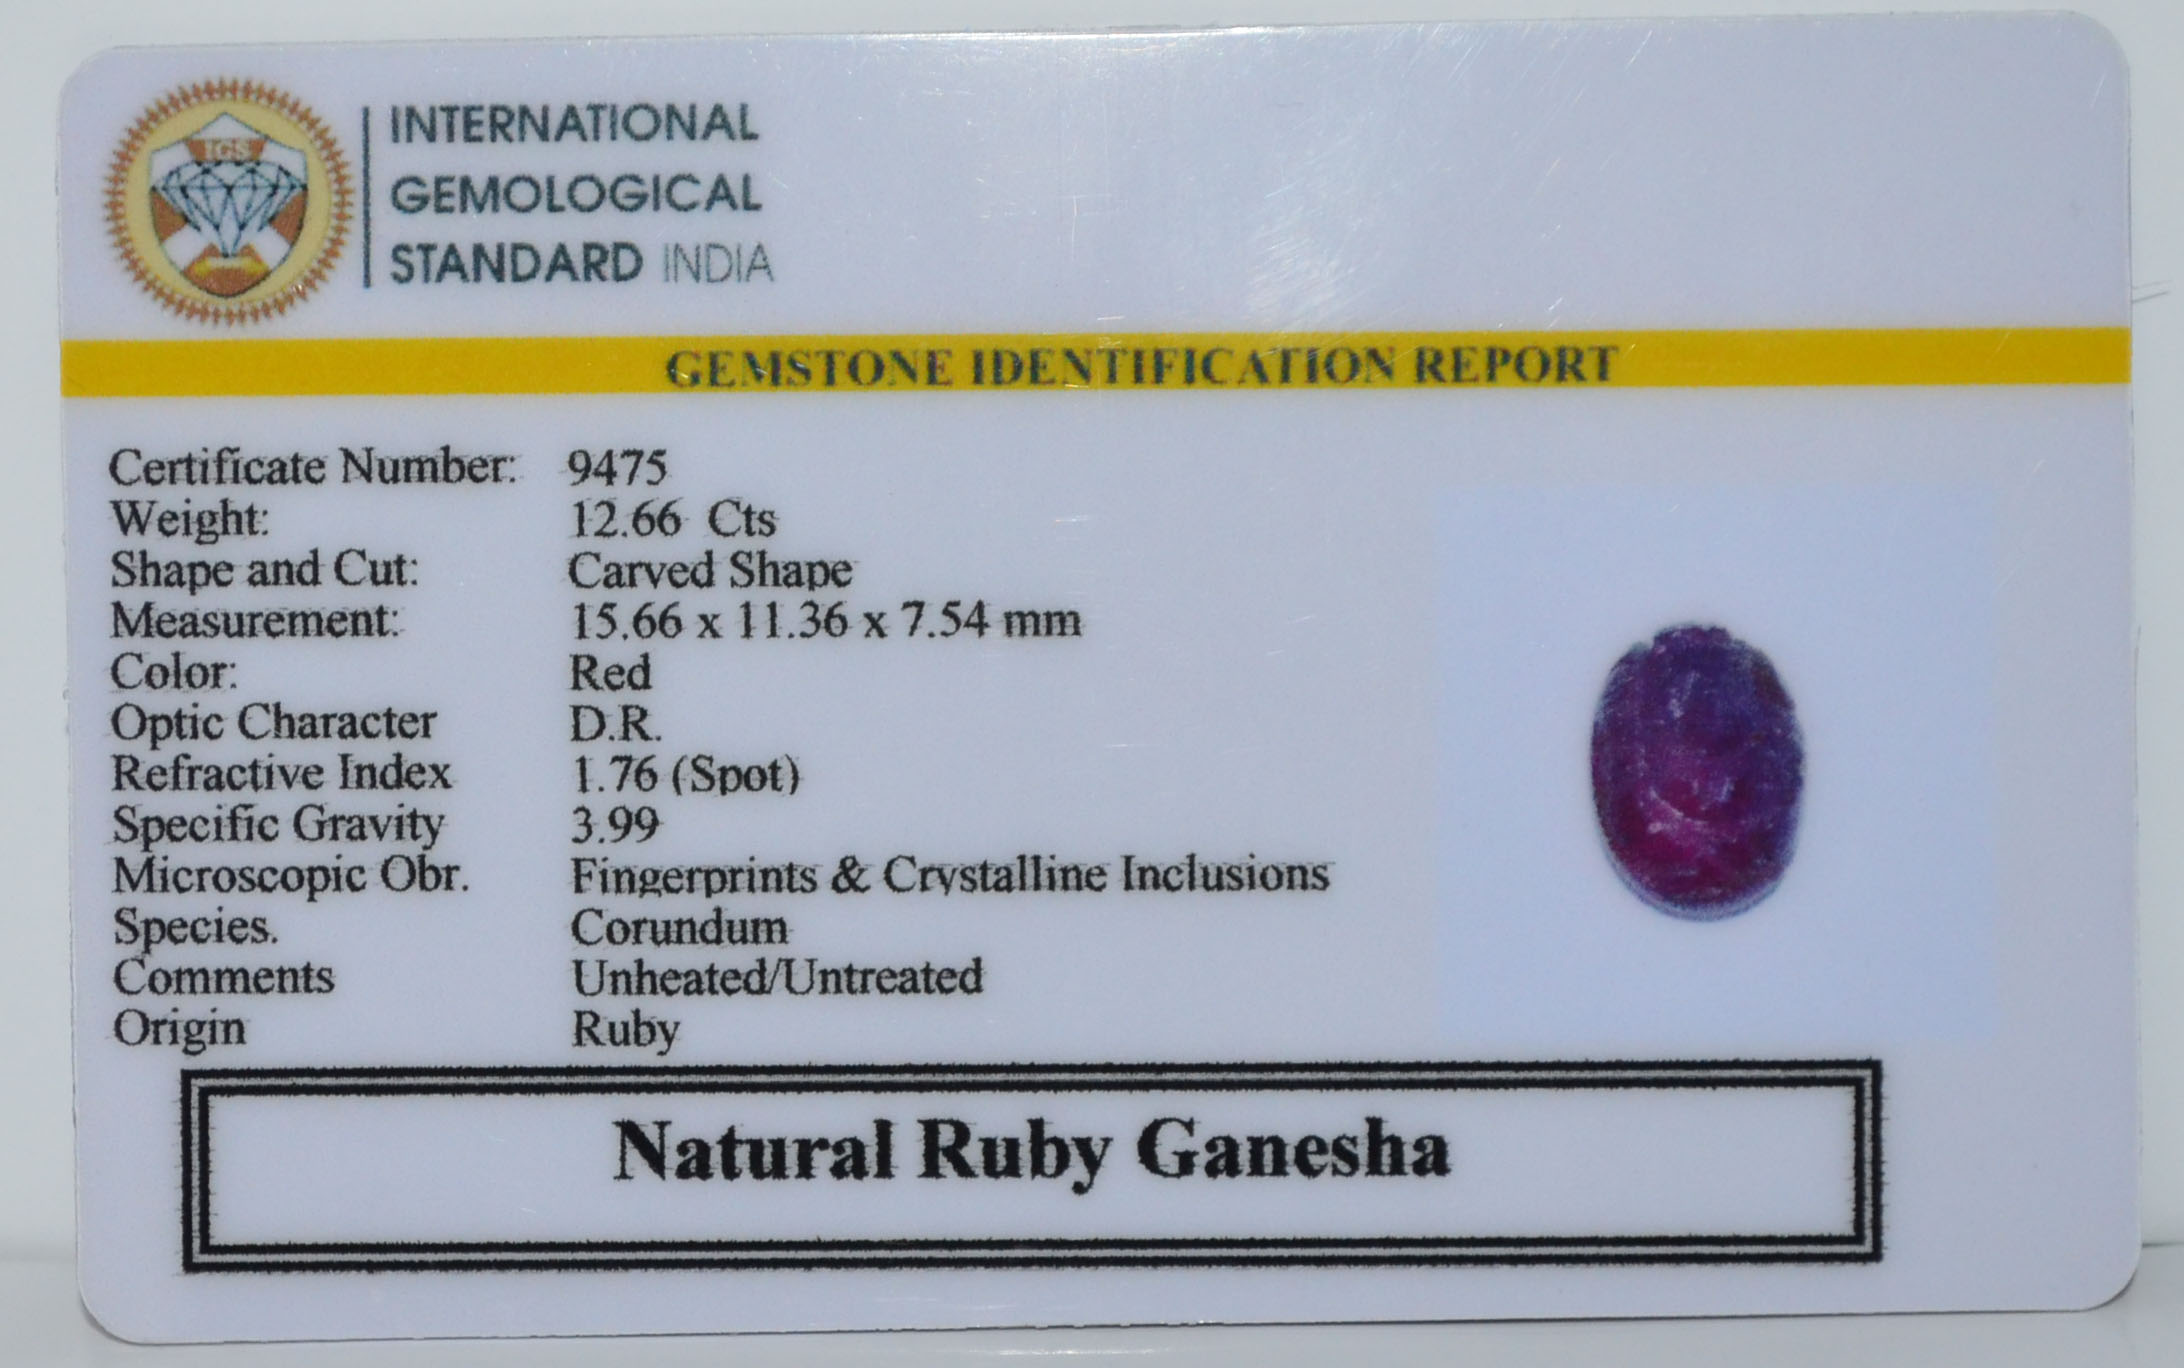 IGS
INTERNATIONAL
GEMOLOGICAL
STANDARD INDIA
GEMSTONE IDENTIFICATION REPORT
Certificate Number: 9475
Weight: 12.66 Cts
Shape and Cut: Carved Shape
Measurement: 15.66 x 11.36 x 7.54 mm
Color: Red
Optic Character D.R.
Refractive Index 1.76 (Spot)
Specific Gravity 3.99
Microscopic Obr. Fingerprints & Crystalline Inclusions
Species. Corundum
Comments Unheated/Untreated
Origin Ruby
Natural Ruby Ganesha